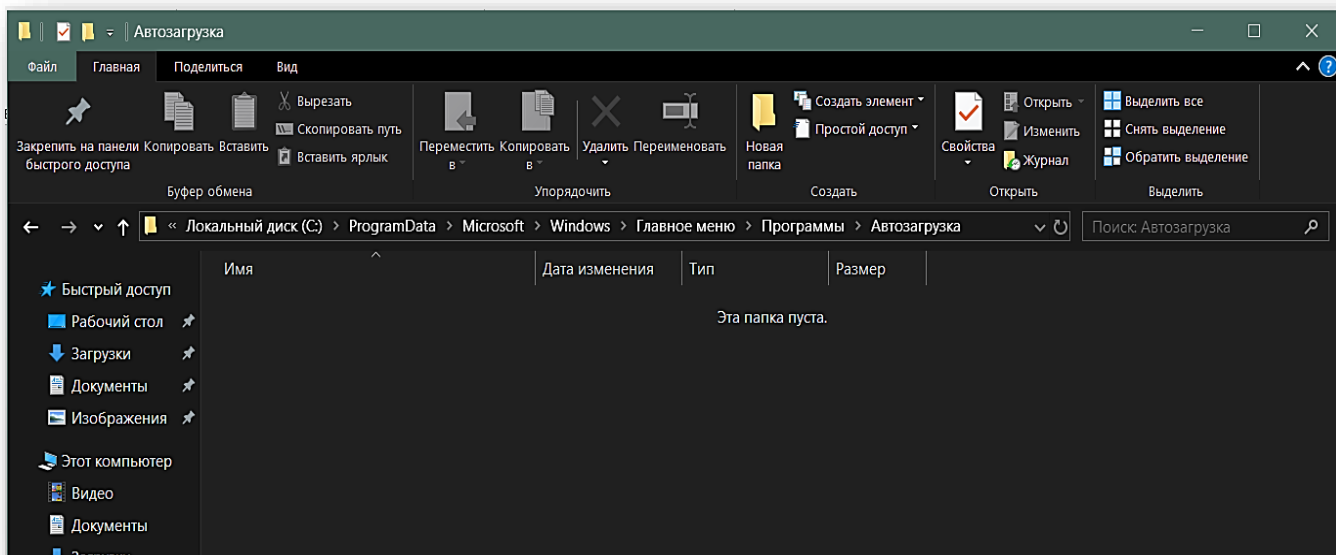 Автозагрузка
Файл Главная Поделиться Вид
Закрепить на панели быстрого доступа
Копировать
Вставить
Вырезать
Скопировать путь
Вставить ярлык
Буфер обмена
Переместить в
Копировать в
Удалить
Переименовать
Упорядочить
Новая папка
Создать элемент
Простой доступ
Создать
Свойства
Открыть
Изменить
Журнал
Открыть
Выделить все
Снять выделение
Обратить выделение
Выделить
« Локальный диск (C:) > ProgramData > Microsoft > Windows > Главное меню > Программы > Автозагрузка
Поиск: Автозагрузка
Имя Дата изменения Тип Размер
Эта папка пуста.
Быстрый доступ
Рабочий стол
Загрузки
Документы
Изображения
Этот компьютер
Видео
Документы